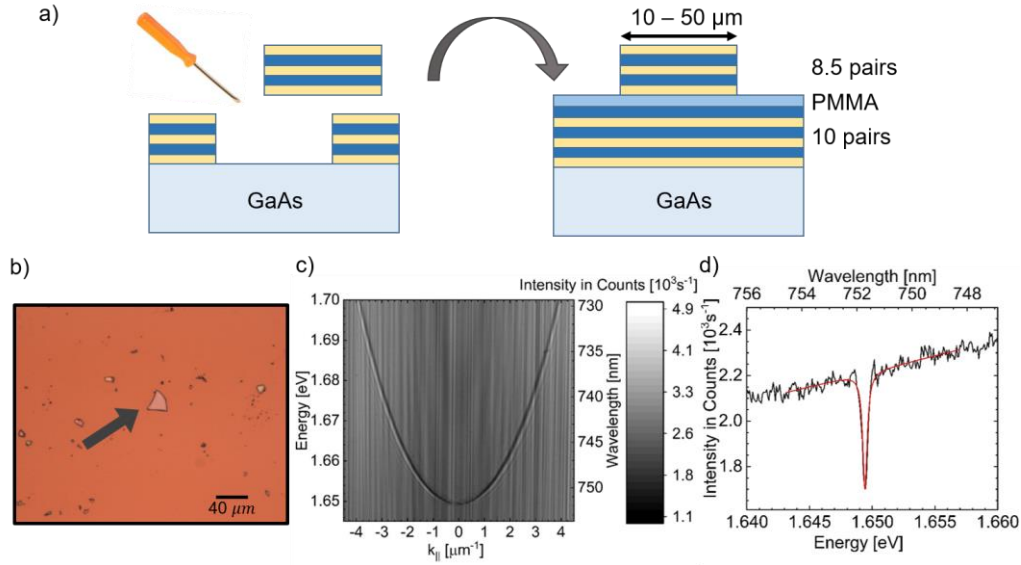 a)
10 – 50 µm
8.5 pairs
PMMA
10 pairs
GaAs
GaAs
b)
40 µm
c)
Intensity in Counts [10³s⁻¹]
1.70
1.69
1.68
1.67
1.66
1.65
Energy [eV]
-4 -3 -2 -1 0 1 2 3 4
k|| [µm⁻¹]
730
735
740
745
750
Wavelength [nm]
4.9
4.1
3.3
2.6
1.8
1.1
d)
Wavelength [nm]
756 754 752 750 748
2.4
2.2
2.0
1.8
Intensity in Counts [10³s⁻¹]
1.640 1.645 1.650 1.655 1.660
Energy [eV]